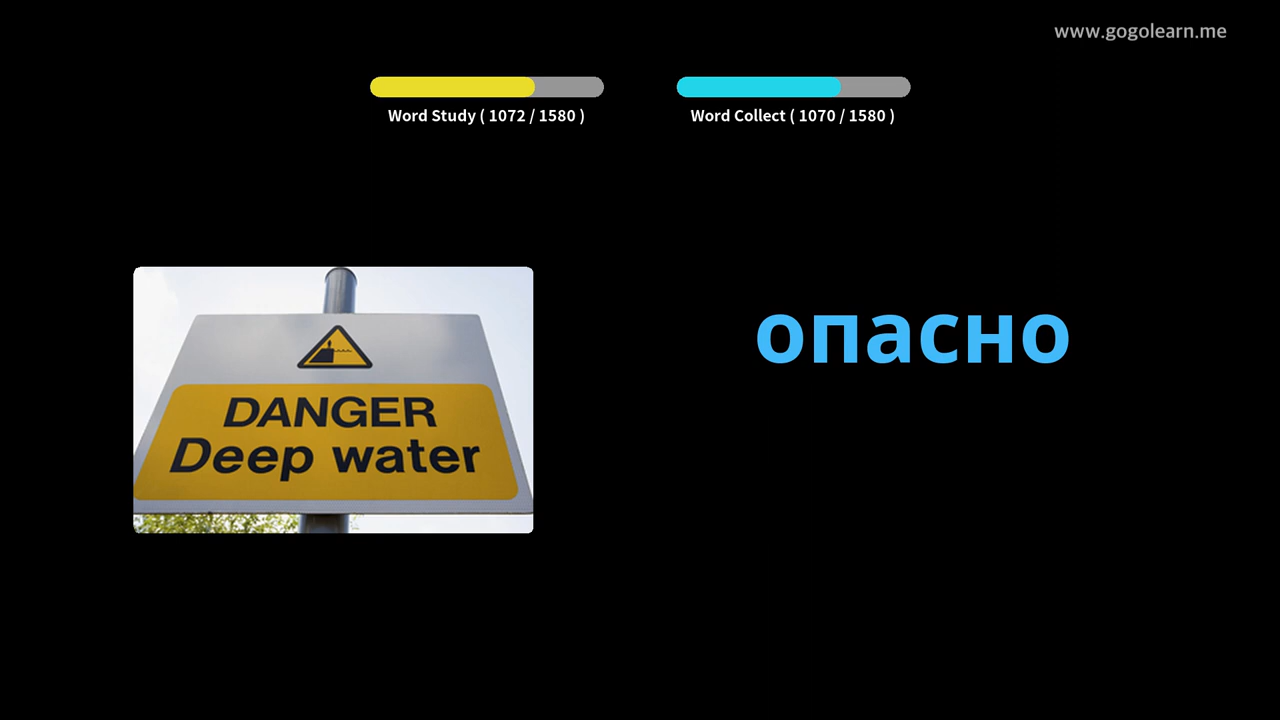 www.gogolearn.me
Word Study ( 1072 / 1580 )
Word Collect ( 1070 / 1580 )
опасно
DANGER
Deep water